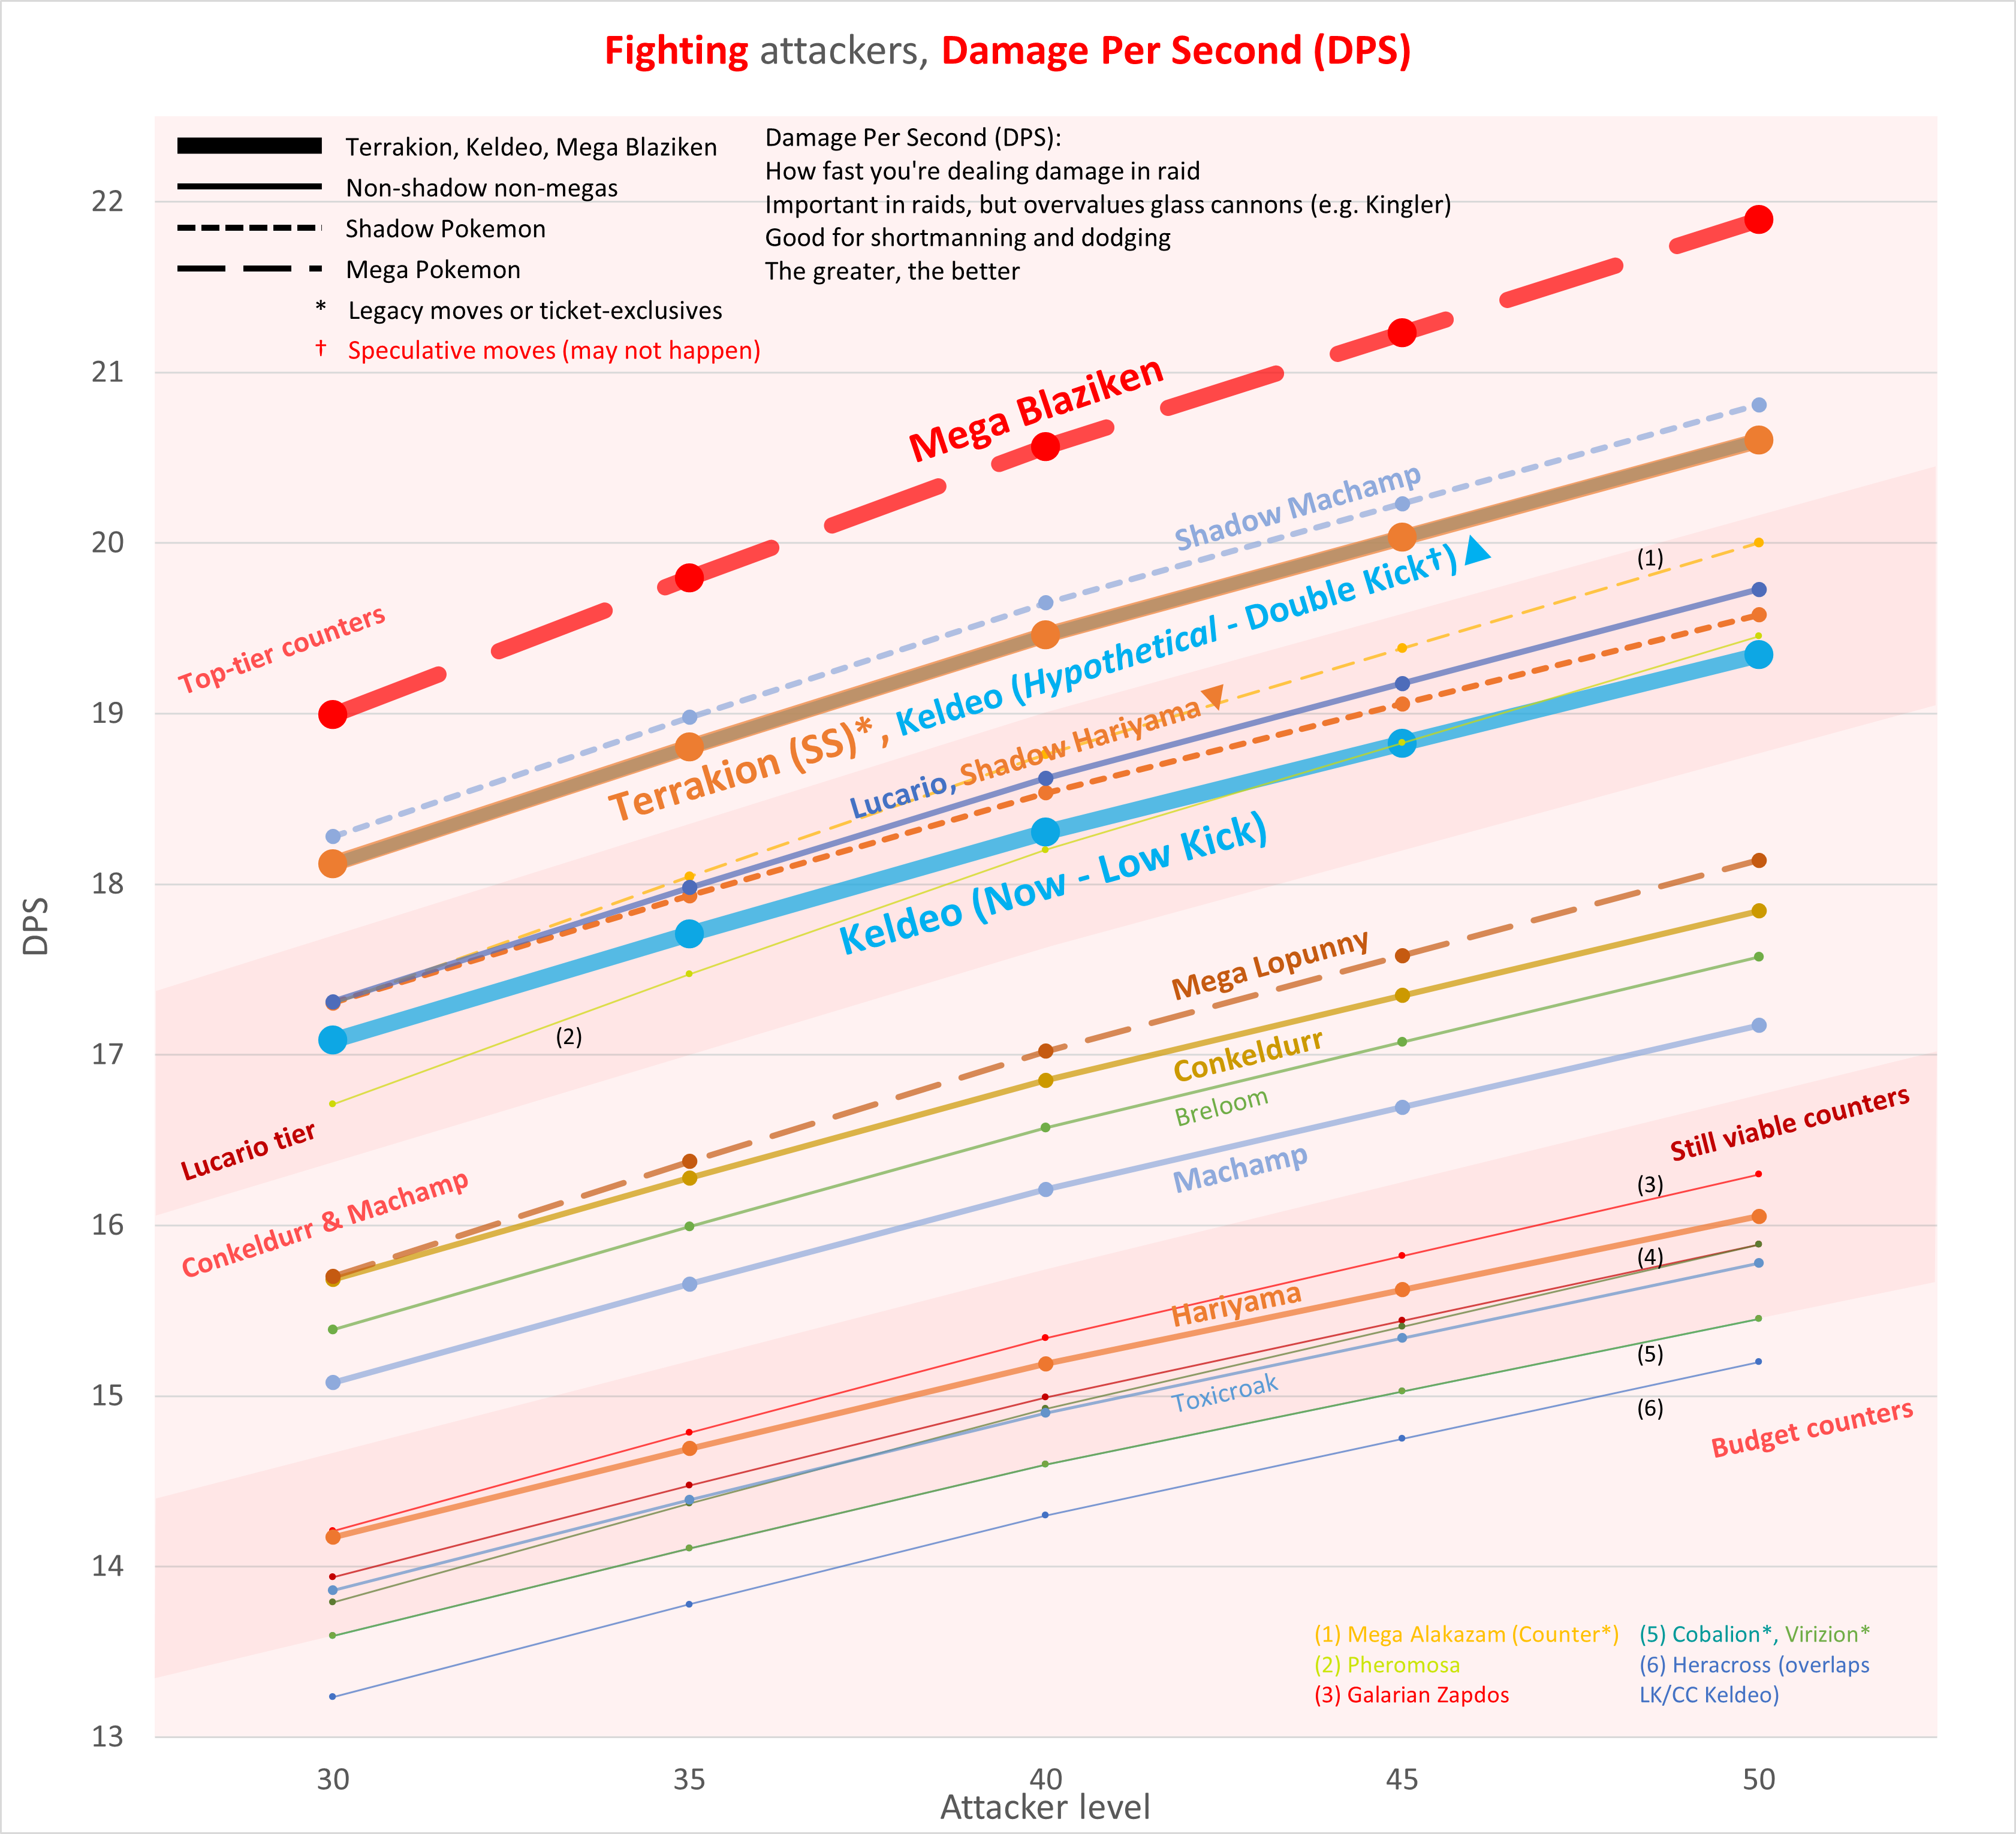 Fighting attackers, Damage Per Second (DPS)
Terrakion, Keldeo, Mega Blaziken
Non-shadow non-megas
Shadow Pokemon
Mega Pokemon
* Legacy moves or ticket-exclusives
† Speculative moves (may not happen)
Damage Per Second (DPS):
How fast you're dealing damage in raid
Important in raids, but overvalues glass cannons (e.g. Kingler)
Good for shortmanning and dodging
The greater, the better
DPS
22
21
20
19
18
17
16
15
14
13
Mega Blaziken
Shadow Machamp
(1)
Top-tier counters
Terrakion (SS)*, Keldeo (Hypothetical - Double Kick†)
Lucario, Shadow Hariyama
Keldeo (Now - Low Kick)
(2)
Mega Lopunny
Conkeldurr
Breloom
Machamp
Lucario tier
Conkeldurr & Machamp
Still viable counters
(3)
(4)
Hariyama
Toxicroak
(5)
(6)
Budget counters
(1) Mega Alakazam (Counter*)
(2) Pheromosa
(3) Galarian Zapdos
(5) Cobalion*, Virizion*
(6) Heracross (overlaps
LK/CC Keldeo)
30 35 40 45 50
Attacker level